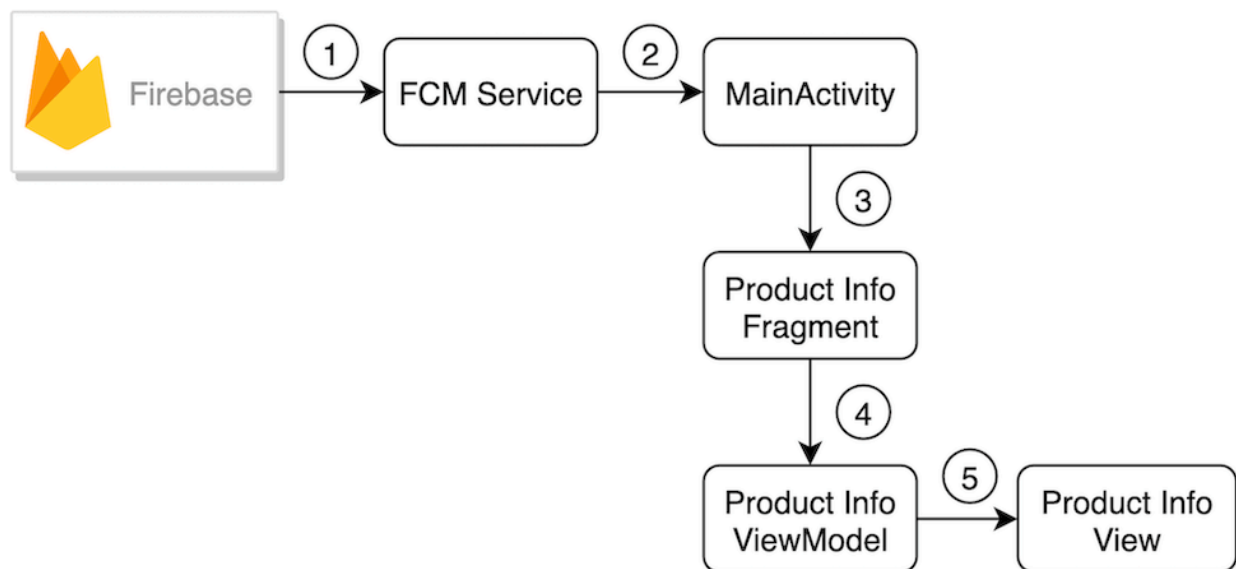 Firebase
1
FCM Service
2
MainActivity
3
Product Info
Fragment
4
Product Info
ViewModel
5
Product Info
View